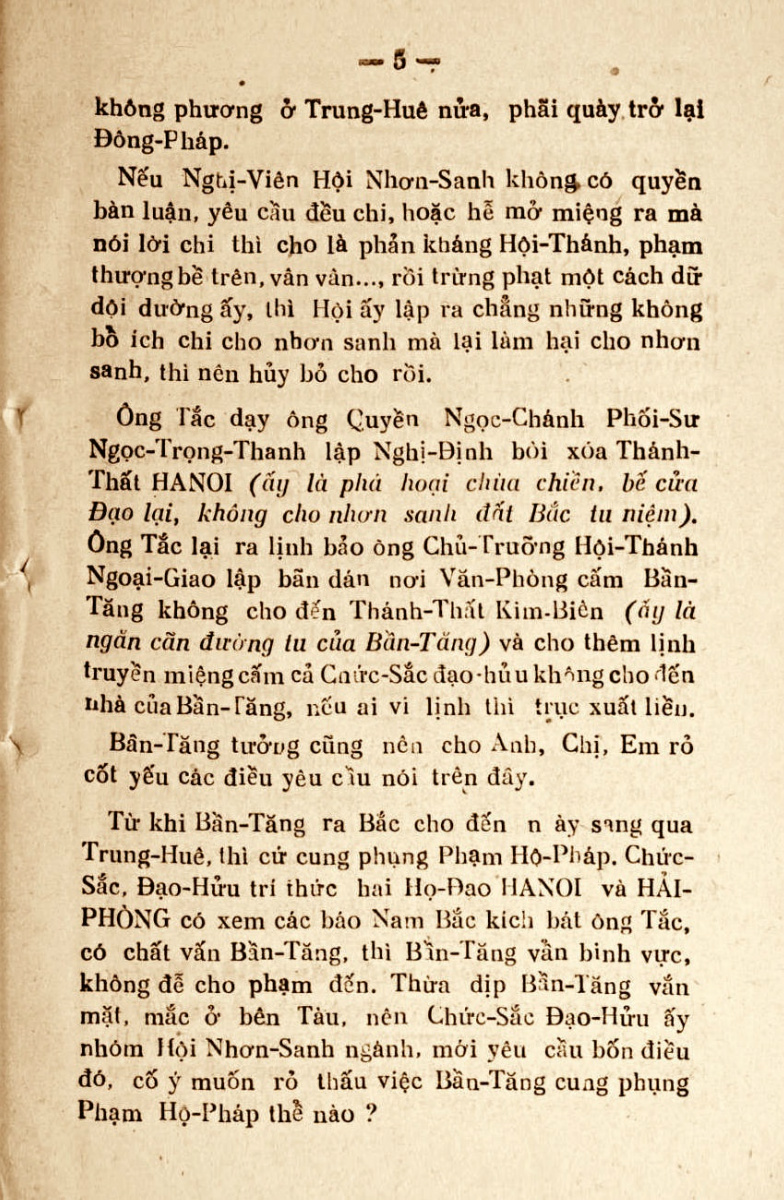 — 5 —
không phương ở Trung-Huê nửa, phải quày trở lại
Đông-Pháp.
Nếu Nghị-Viên Hội Nhơn-Sanh không có quyền
bàn luận, yêu cầu đều chi, hoặc hễ mở miệng ra mà
nói lời chi thì cho là phản kháng Hội-Thánh, phạm
thượng bề trên, vân vân..., rồi trừng phạt một cách dữ
dội dường ấy, thì Hội ấy lập ra chẳng những không
bổ ích chi cho nhơn sanh mà lại làm hại cho nhơn
sanh, thì nên hủy bỏ cho rồi.
Ông Tắc dạy ông Quyền Ngọc-Chánh Phối-Sư
Ngọc-Trọng-Thanh lập Nghị-Định bòi xóa Thánh-
Thất HANOI (ấy là phá hoại chùa chiền, bế cửa
Đạo lại, không cho nhơn sanh đất Bắc tu niệm).
Ông Tắc lại ra lịnh bảo ông Chủ-Trưỡng Hội-Thánh
Ngoại-Giao lập bãn dán nơi Văn-Phòng cấm Bần-
Tăng không cho đến Thánh-Thất Kim-Biên (ấy là
ngăn cãn đường tu của Bần-Tăng) và cho thêm lịnh
truyền miệng cấm cả Chức-Sắc đạo-hủu không cho đến
nhà của Bần-Tăng, nếu ai vi lịnh thì trục xuất liền.
Bần-Tăng tưởng cũng nên cho Anh, Chị, Em rỏ
cốt yếu các điều yêu cầu nói trên đây.
Từ khi Bần-Tăng ra Bắc cho đến nay sang qua
Trung-Huê, thì cứ cung phụng Phạm Hộ-Pháp. Chức-
Sắc, Đạo-Hửu trí thức hai Họ-Đao HANOI và HẢI-
PHÒNG có xem các báo Nam Bắc kích bát ông Tắc,
có chất vấn Bần-Tăng, thì Bần-Tăng vẫn binh vực,
không để cho phạm đến. Thừa dịp Bần-Tăng vắn
mặt, mắc ở bên Tàu, nên Chức-Sắc Đạo-Hửu ấy
nhóm Hội Nhơn-Sanh ngánh, mới yêu cầu bốn điều
đó, cố ý muốn rỏ thấu việc Bần-Tăng cung phụng
Phạm Hộ-Pháp thế nào ?